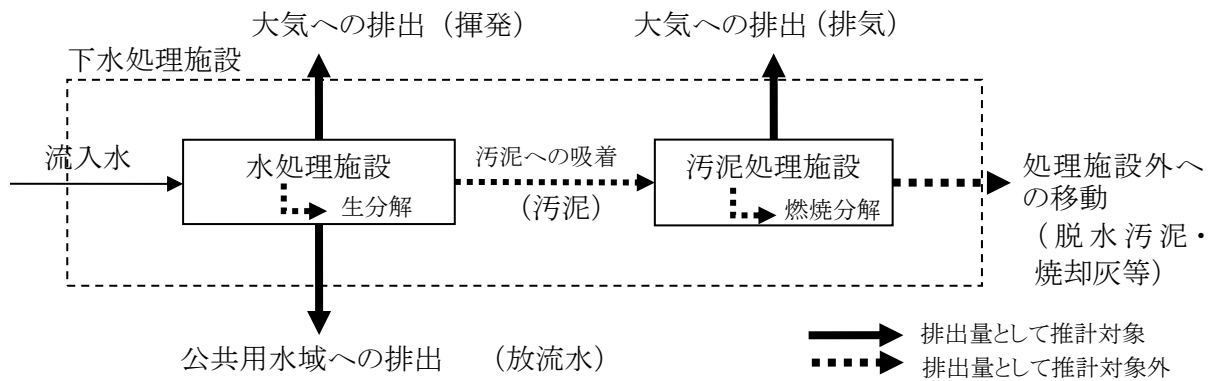 大気への排出（揮発）
大気への排出（排気）
下水処理施設
流入水
水処理施設
生分解
汚泥への吸着
（汚泥）
汚泥処理施設
燃焼分解
処理施設外へ
の移動
（脱水汚泥・
焼却灰等）
公共用水域への排出　（放流水）
排出量として推計対象
排出量として推計対象外